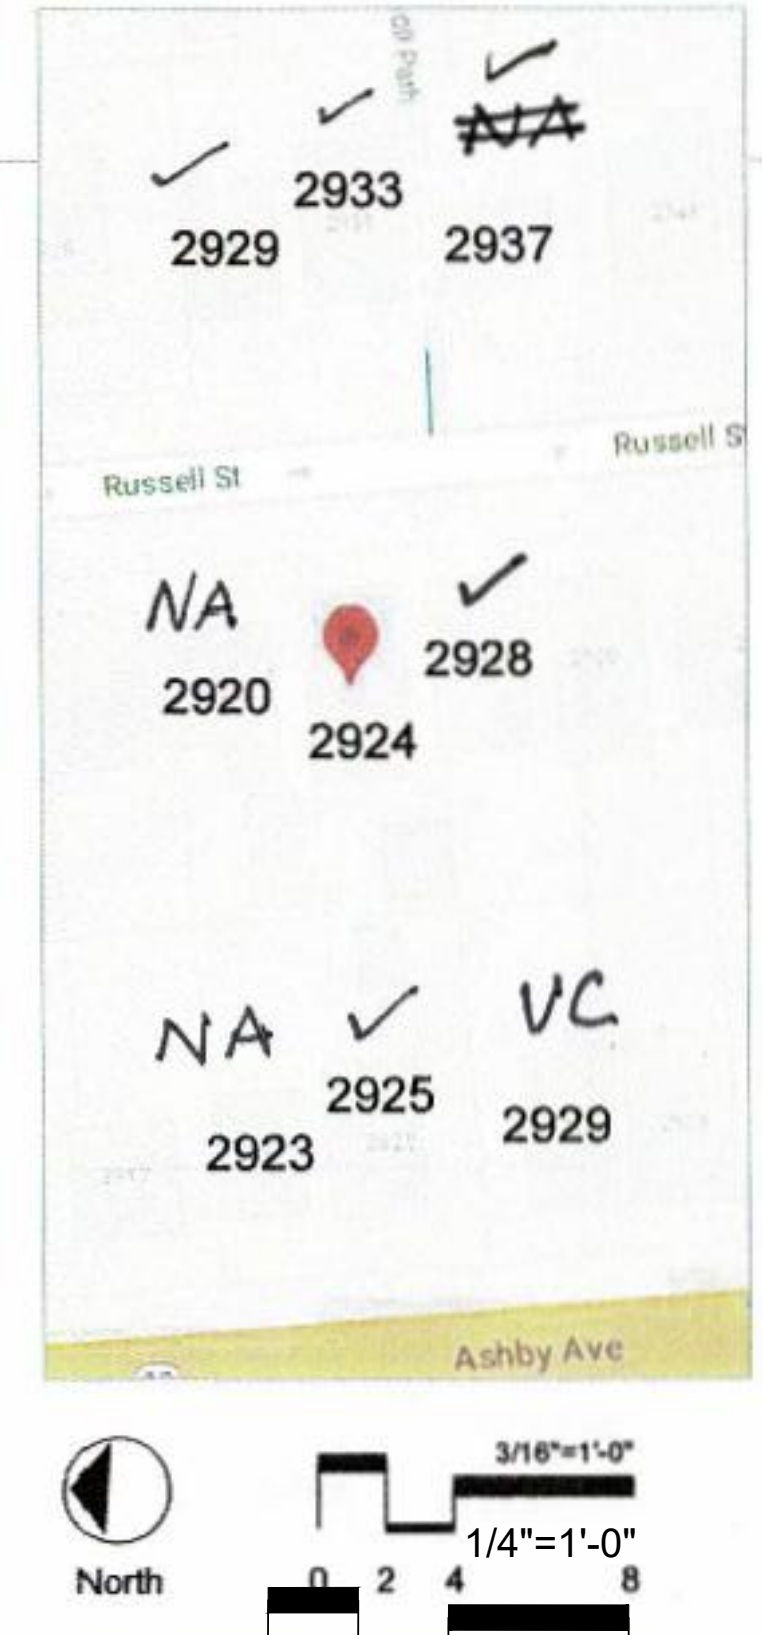 ✓
✓
✓ ~~NA~~
2933
2929
2937
Russell St
Russell S
NA
✓
2928
2920
2924
NA
✓
VC
2925
2929
2923
Ashby Ave
3/16"=1'-0"
1/4"=1'-0"
North
0 2 4 8